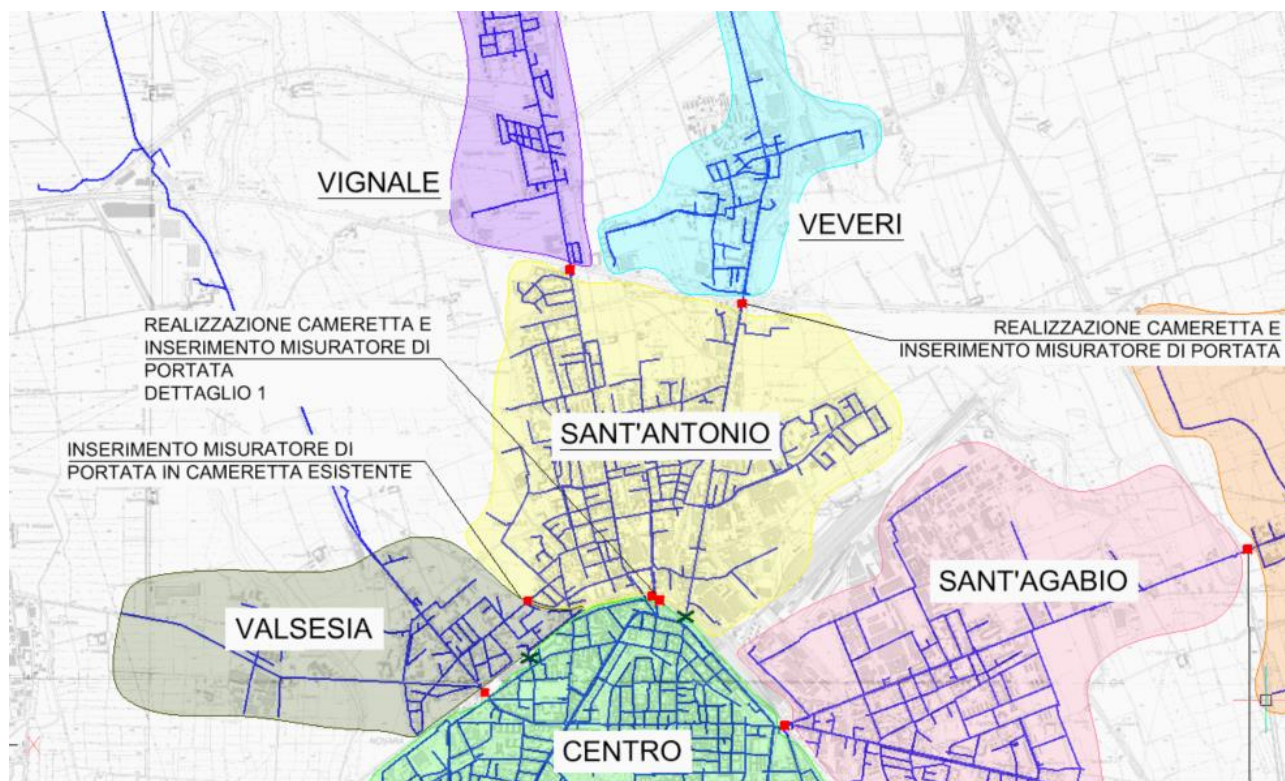 VIGNALE
VEVERI
REALIZZAZIONE CAMERETTA E
INSERIMENTO MISURATORE DI
PORTATA
DETTAGLIO 1
REALIZZAZIONE CAMERETTA E
INSERIMENTO MISURATORE DI PORTATA
SANT'ANTONIO
INSERIMENTO MISURATORE DI
PORTATA IN CAMERETTA ESISTENTE
SANT'AGABIO
VALSESIA
CENTRO